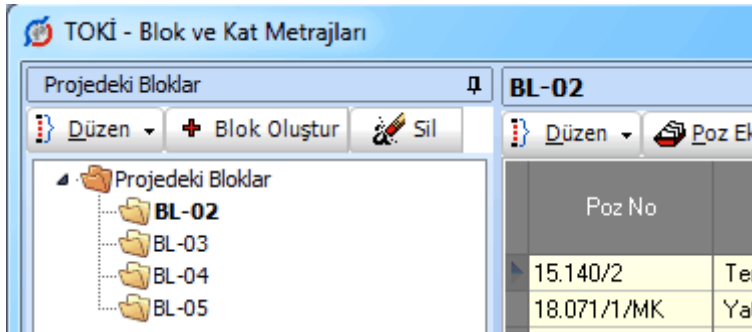 TOKİ - Blok ve Kat Metrajları
Projedeki Bloklar
Düzen
Blok Oluştur
Sil
Projedeki Bloklar
BL-02
BL-03
BL-04
BL-05
BL-02
Düzen
Poz
Poz No
15.140/2
18.071/1/MK